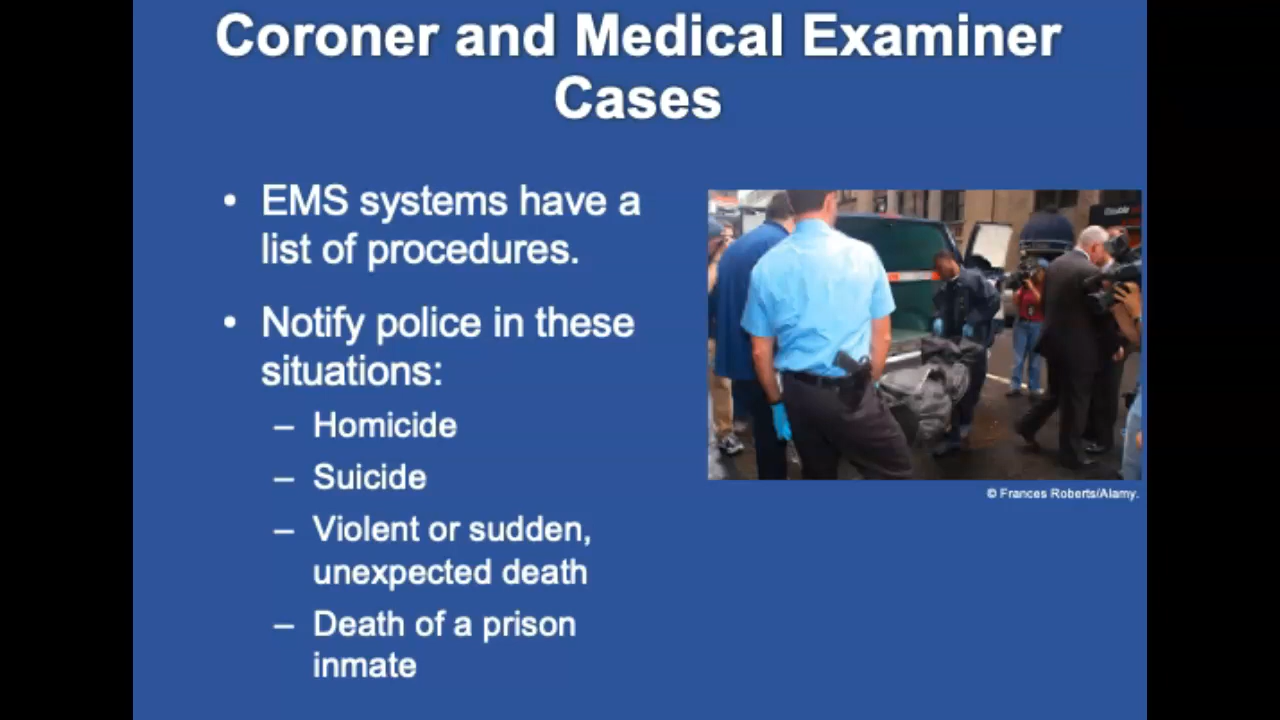 Coroner and Medical Examiner
Cases
• EMS systems have a
list of procedures.
• Notify police in these
situations:
– Homicide
– Suicide
– Violent or sudden,
unexpected death
– Death of a prison
inmate
© Frances Roberts/Alamy.